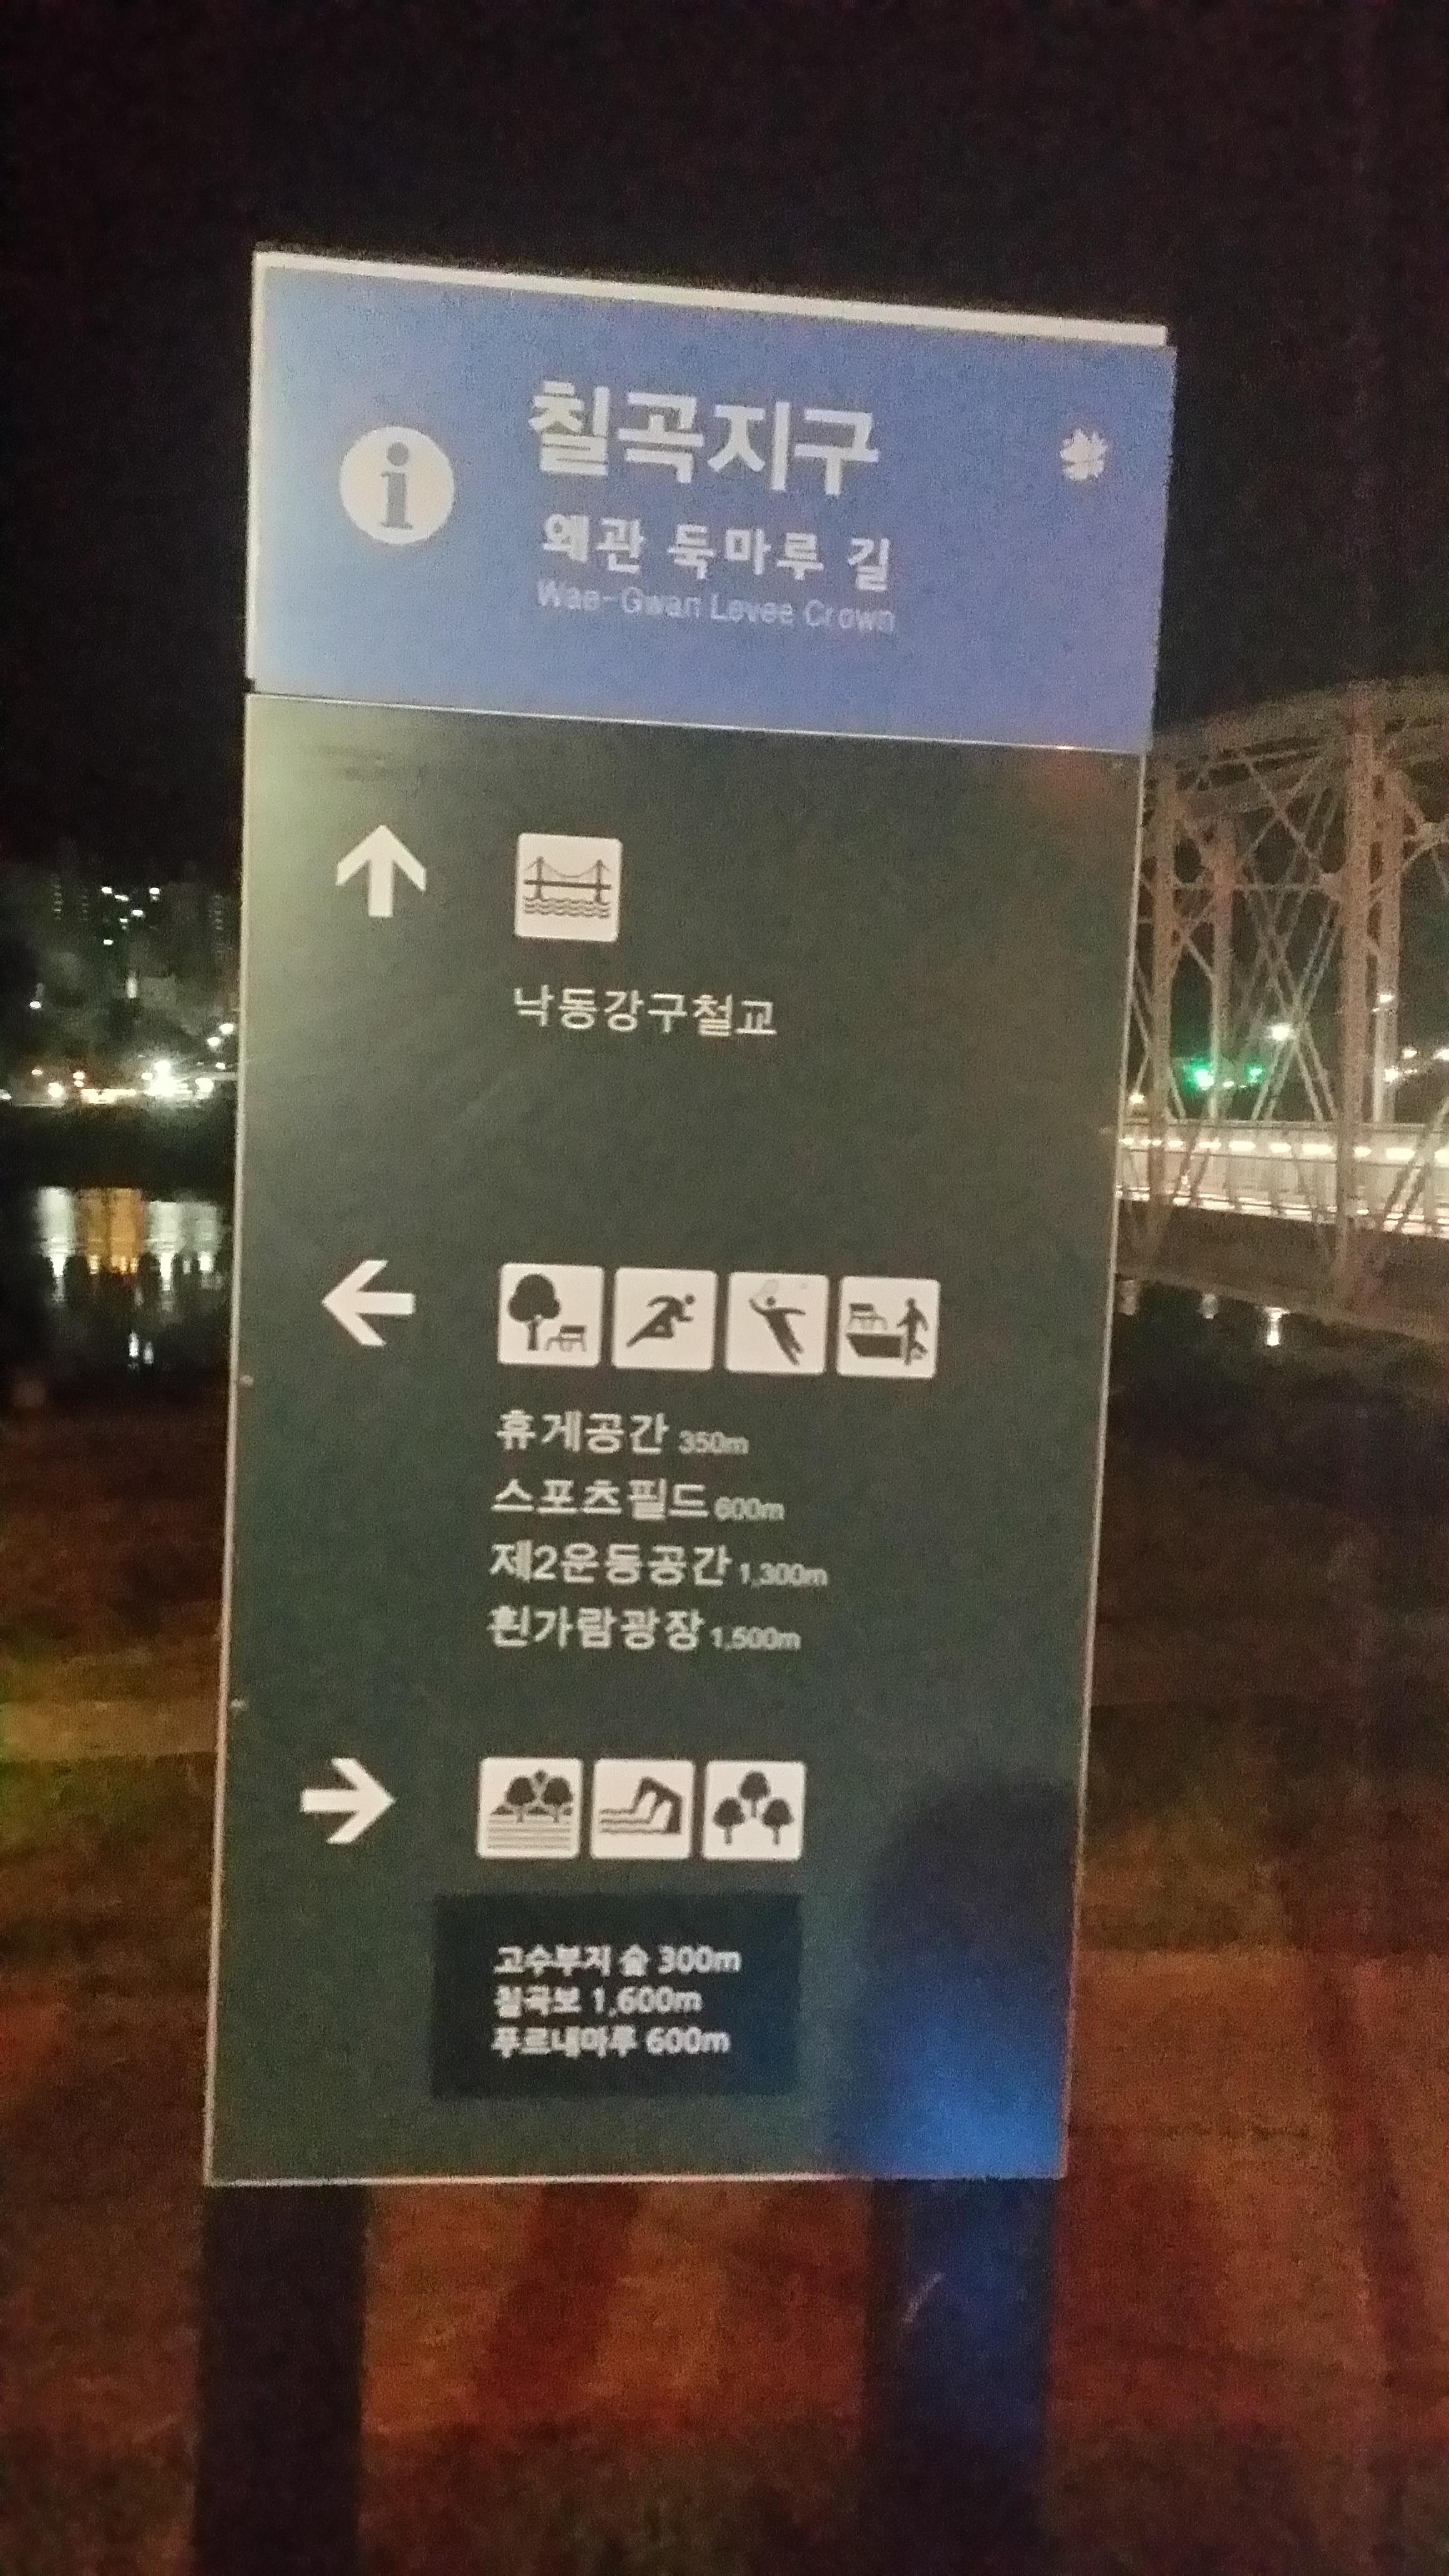 칠곡지구
왜관 둑마루 길
Wae-Gwan Levee Crown
낙동강구철교
휴게공간 350m
스포츠필드 600m
제2운동공간 1,300m
흰가람광장 1,500m
고수부지 숲 300m
칠곡보 1,600m
푸르내마루 600m